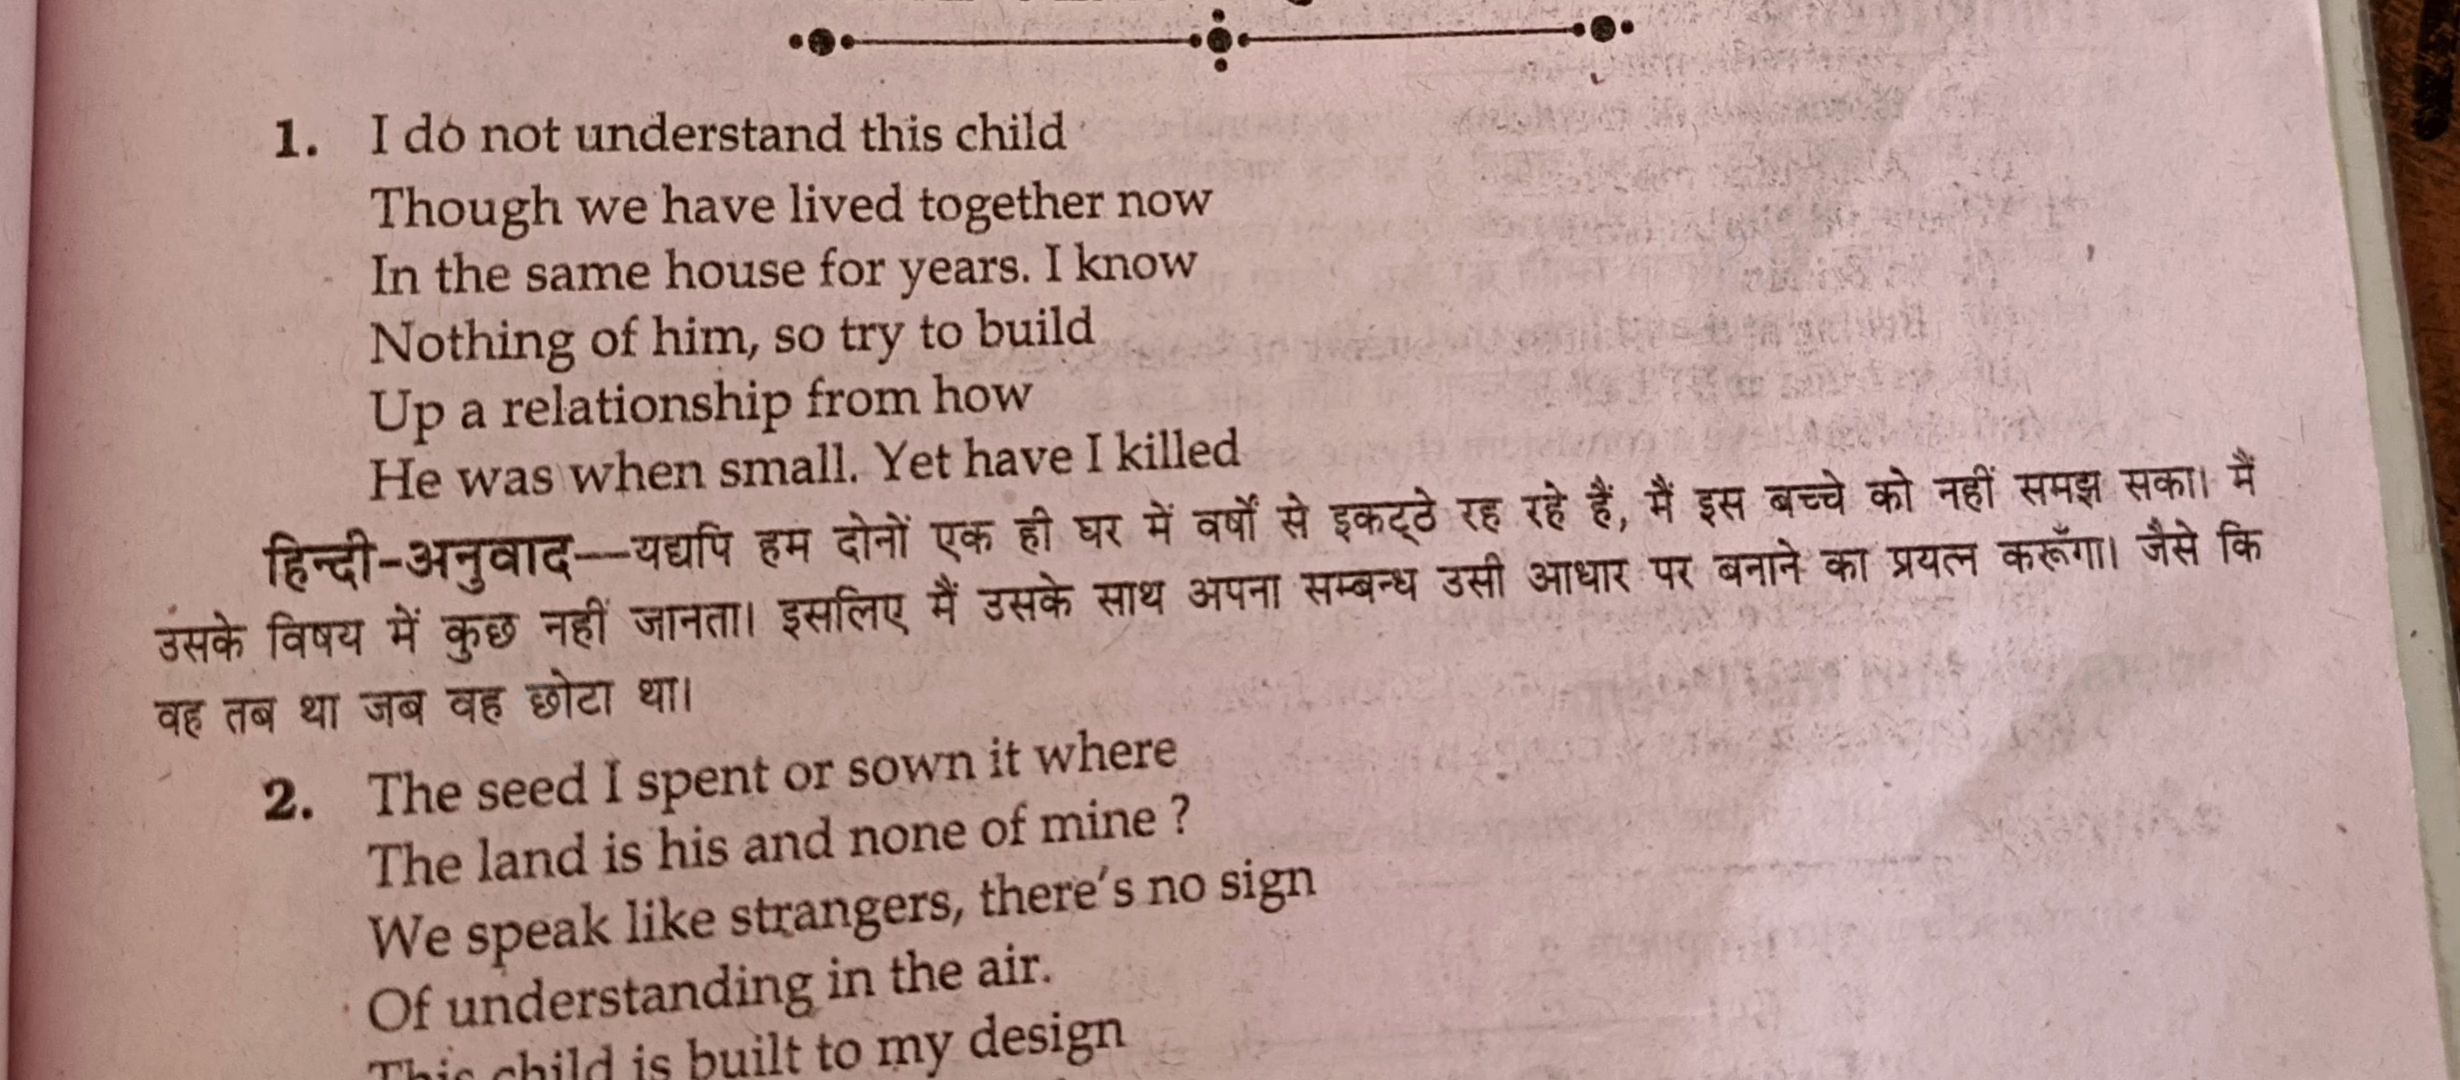 1. I do not understand this child
Though we have lived together now
In the same house for years. I know
Nothing of him, so try to build
Up a relationship from how
He was when small. Yet have I killed
हिन्दी-अनुवाद—यद्यपि हम दोनों एक ही घर में वर्षों से इकट्ठे रह रहे हैं, मैं इस बच्चे को नहीं समझ सका। मैं
उसके विषय में कुछ नहीं जानता। इसलिए मैं उसके साथ अपना सम्बन्ध उसी आधार पर बनाने का प्रयत्न करूँगा। जैसे कि
वह तब था जब वह छोटा था।
2. The seed I spent or sown it where
The land is his and none of mine ?
We speak like strangers, there's no sign
Of understanding in the air.
This child is built to my design